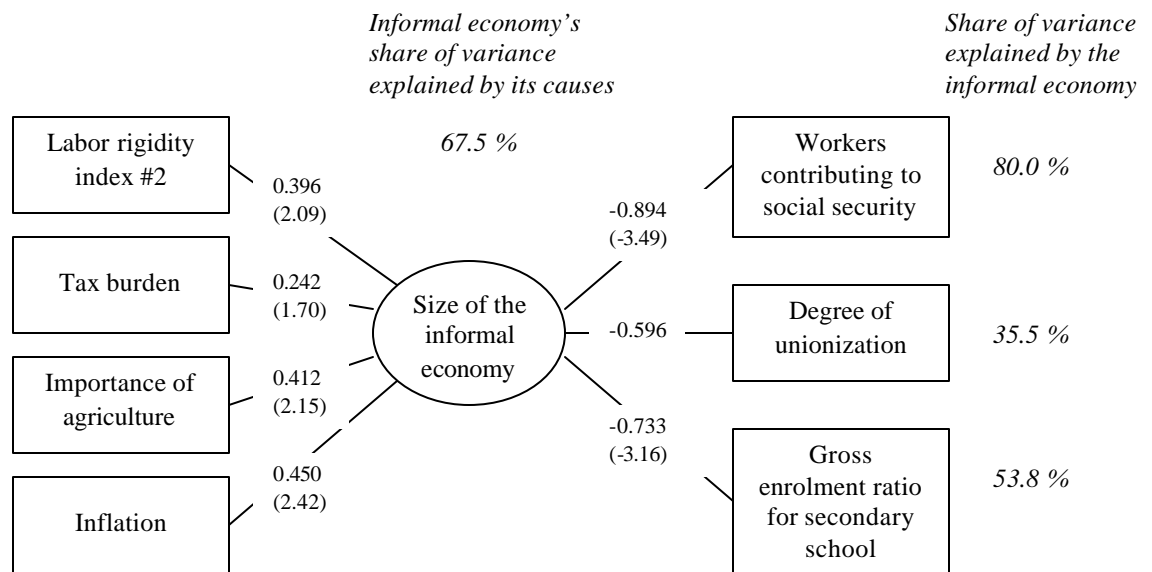 Informal economy's
share of variance
explained by its causes
Share of variance
explained by the
informal economy
Labor rigidity
index #2
67.5 %
Workers
contributing to
social security
80.0 %
0.396
(2.09)
-0.894
(-3.49)
Tax burden
0.242
(1.70)
Size of the
informal
economy
-0.596
Degree of
unionization
35.5 %
Importance of
agriculture
0.412
(2.15)
-0.733
(-3.16)
Gross
enrolment ratio
for secondary
school
53.8 %
0.450
(2.42)
Inflation